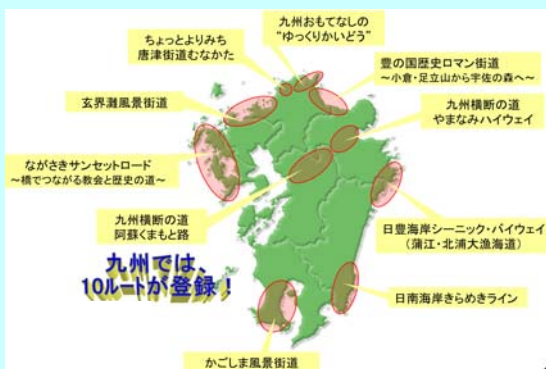 九州おもてなしの
“ゆっくりかいどう”
ちょっとよりみち
唐津街道むなかた
豊の国歴史ロマン街道
～小倉・足立山から宇佐の森へ～
玄界灘風景街道
九州横断の道
やまなみハイウェイ
ながさきサンセットロード
～橋でつながる教会と歴史の道～
九州横断の道
阿蘇くまもと路
日豊海岸シーニック・バイウェイ
（蒲江・北浦大漁海道）
九州では、
10ルートが登録！
日南海岸きらめきライン
かごしま風景街道